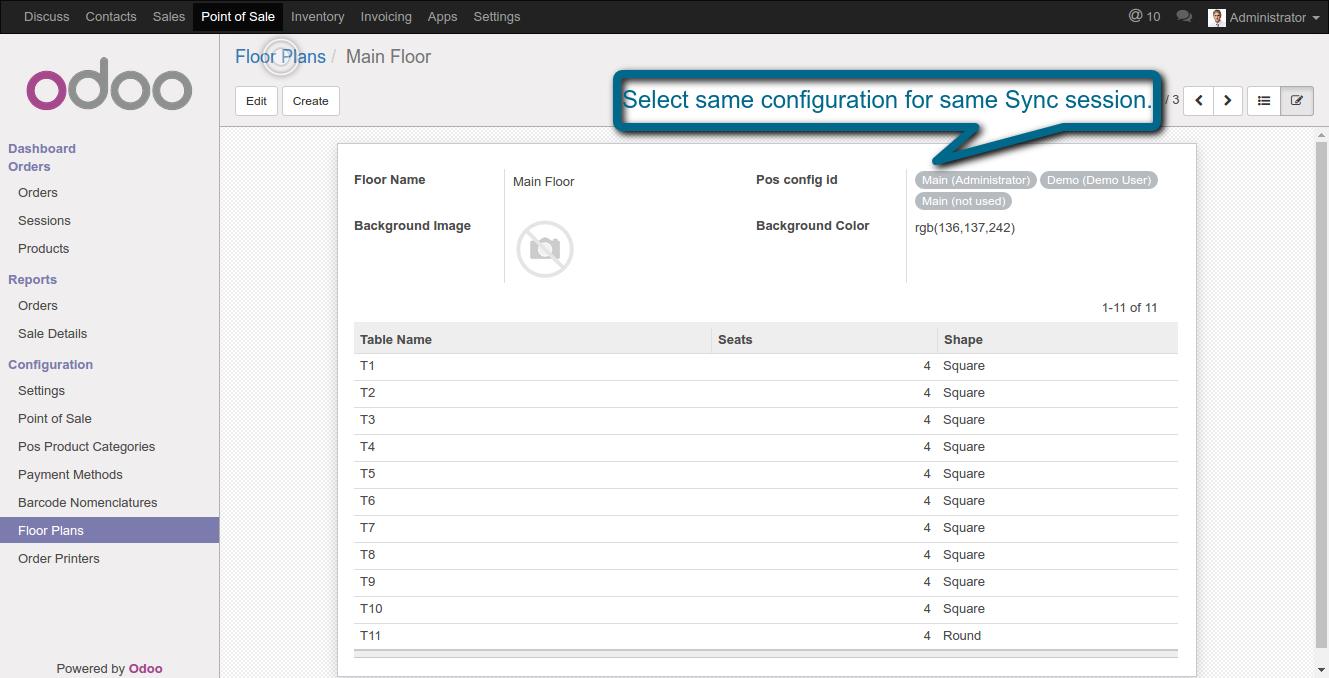 Discuss Contacts Sales Point of Sale Inventory Invoicing Apps Settings @ 10 Administrator
odoo
Dashboard
Orders
Orders
Sessions
Products
Reports
Orders
Sale Details
Configuration
Settings
Point of Sale
Pos Product Categories
Payment Methods
Barcode Nomenclatures
Floor Plans
Order Printers
Powered by Odoo
Floor Plans / Main Floor
Edit Create
Select same configuration for same Sync session.
/ 3
Floor Name Main Floor
Pos config id Main (Administrator) Demo (Demo User)
Main (not used)
Background Image
Background Color rgb(136,137,242)
1-11 of 11
Table Name Seats Shape
T1 4 Square
T2 4 Square
T3 4 Square
T4 4 Square
T5 4 Square
T6 4 Square
T7 4 Square
T8 4 Square
T9 4 Square
T10 4 Square
T11 4 Round